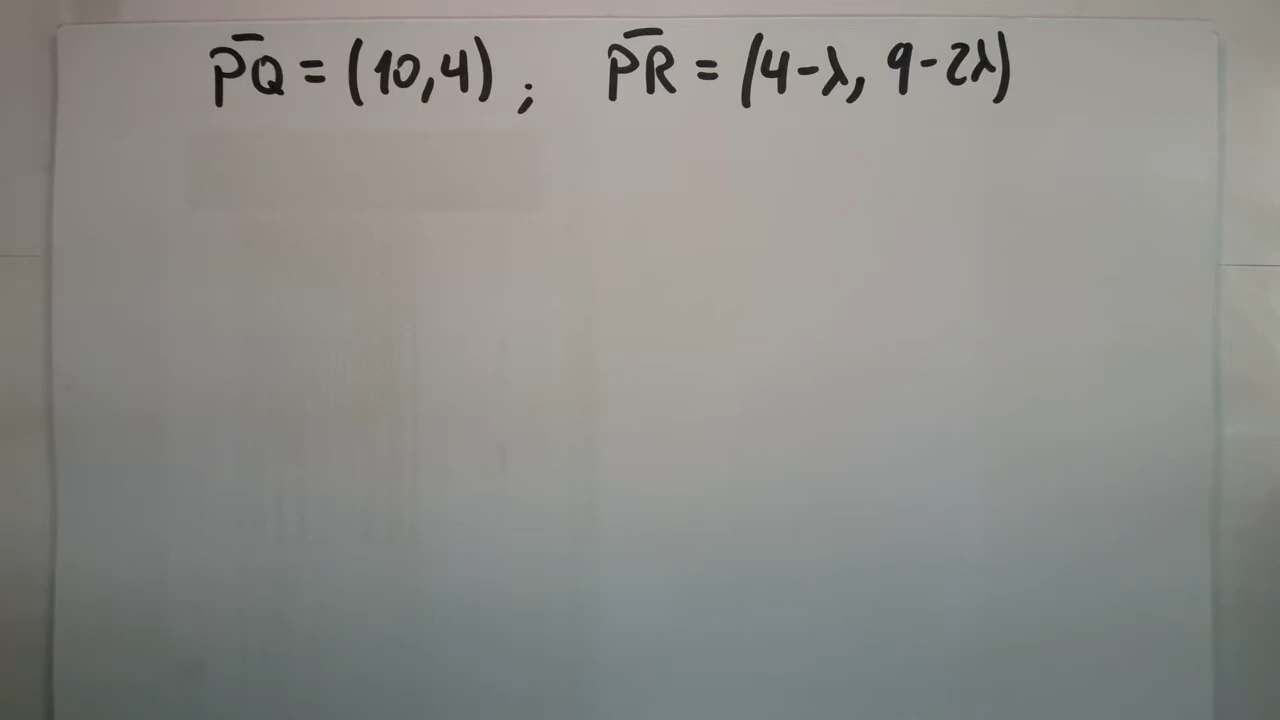 P̅Q̅ = (10,4) ; P̅R̅ = (4-λ, 9-2λ)